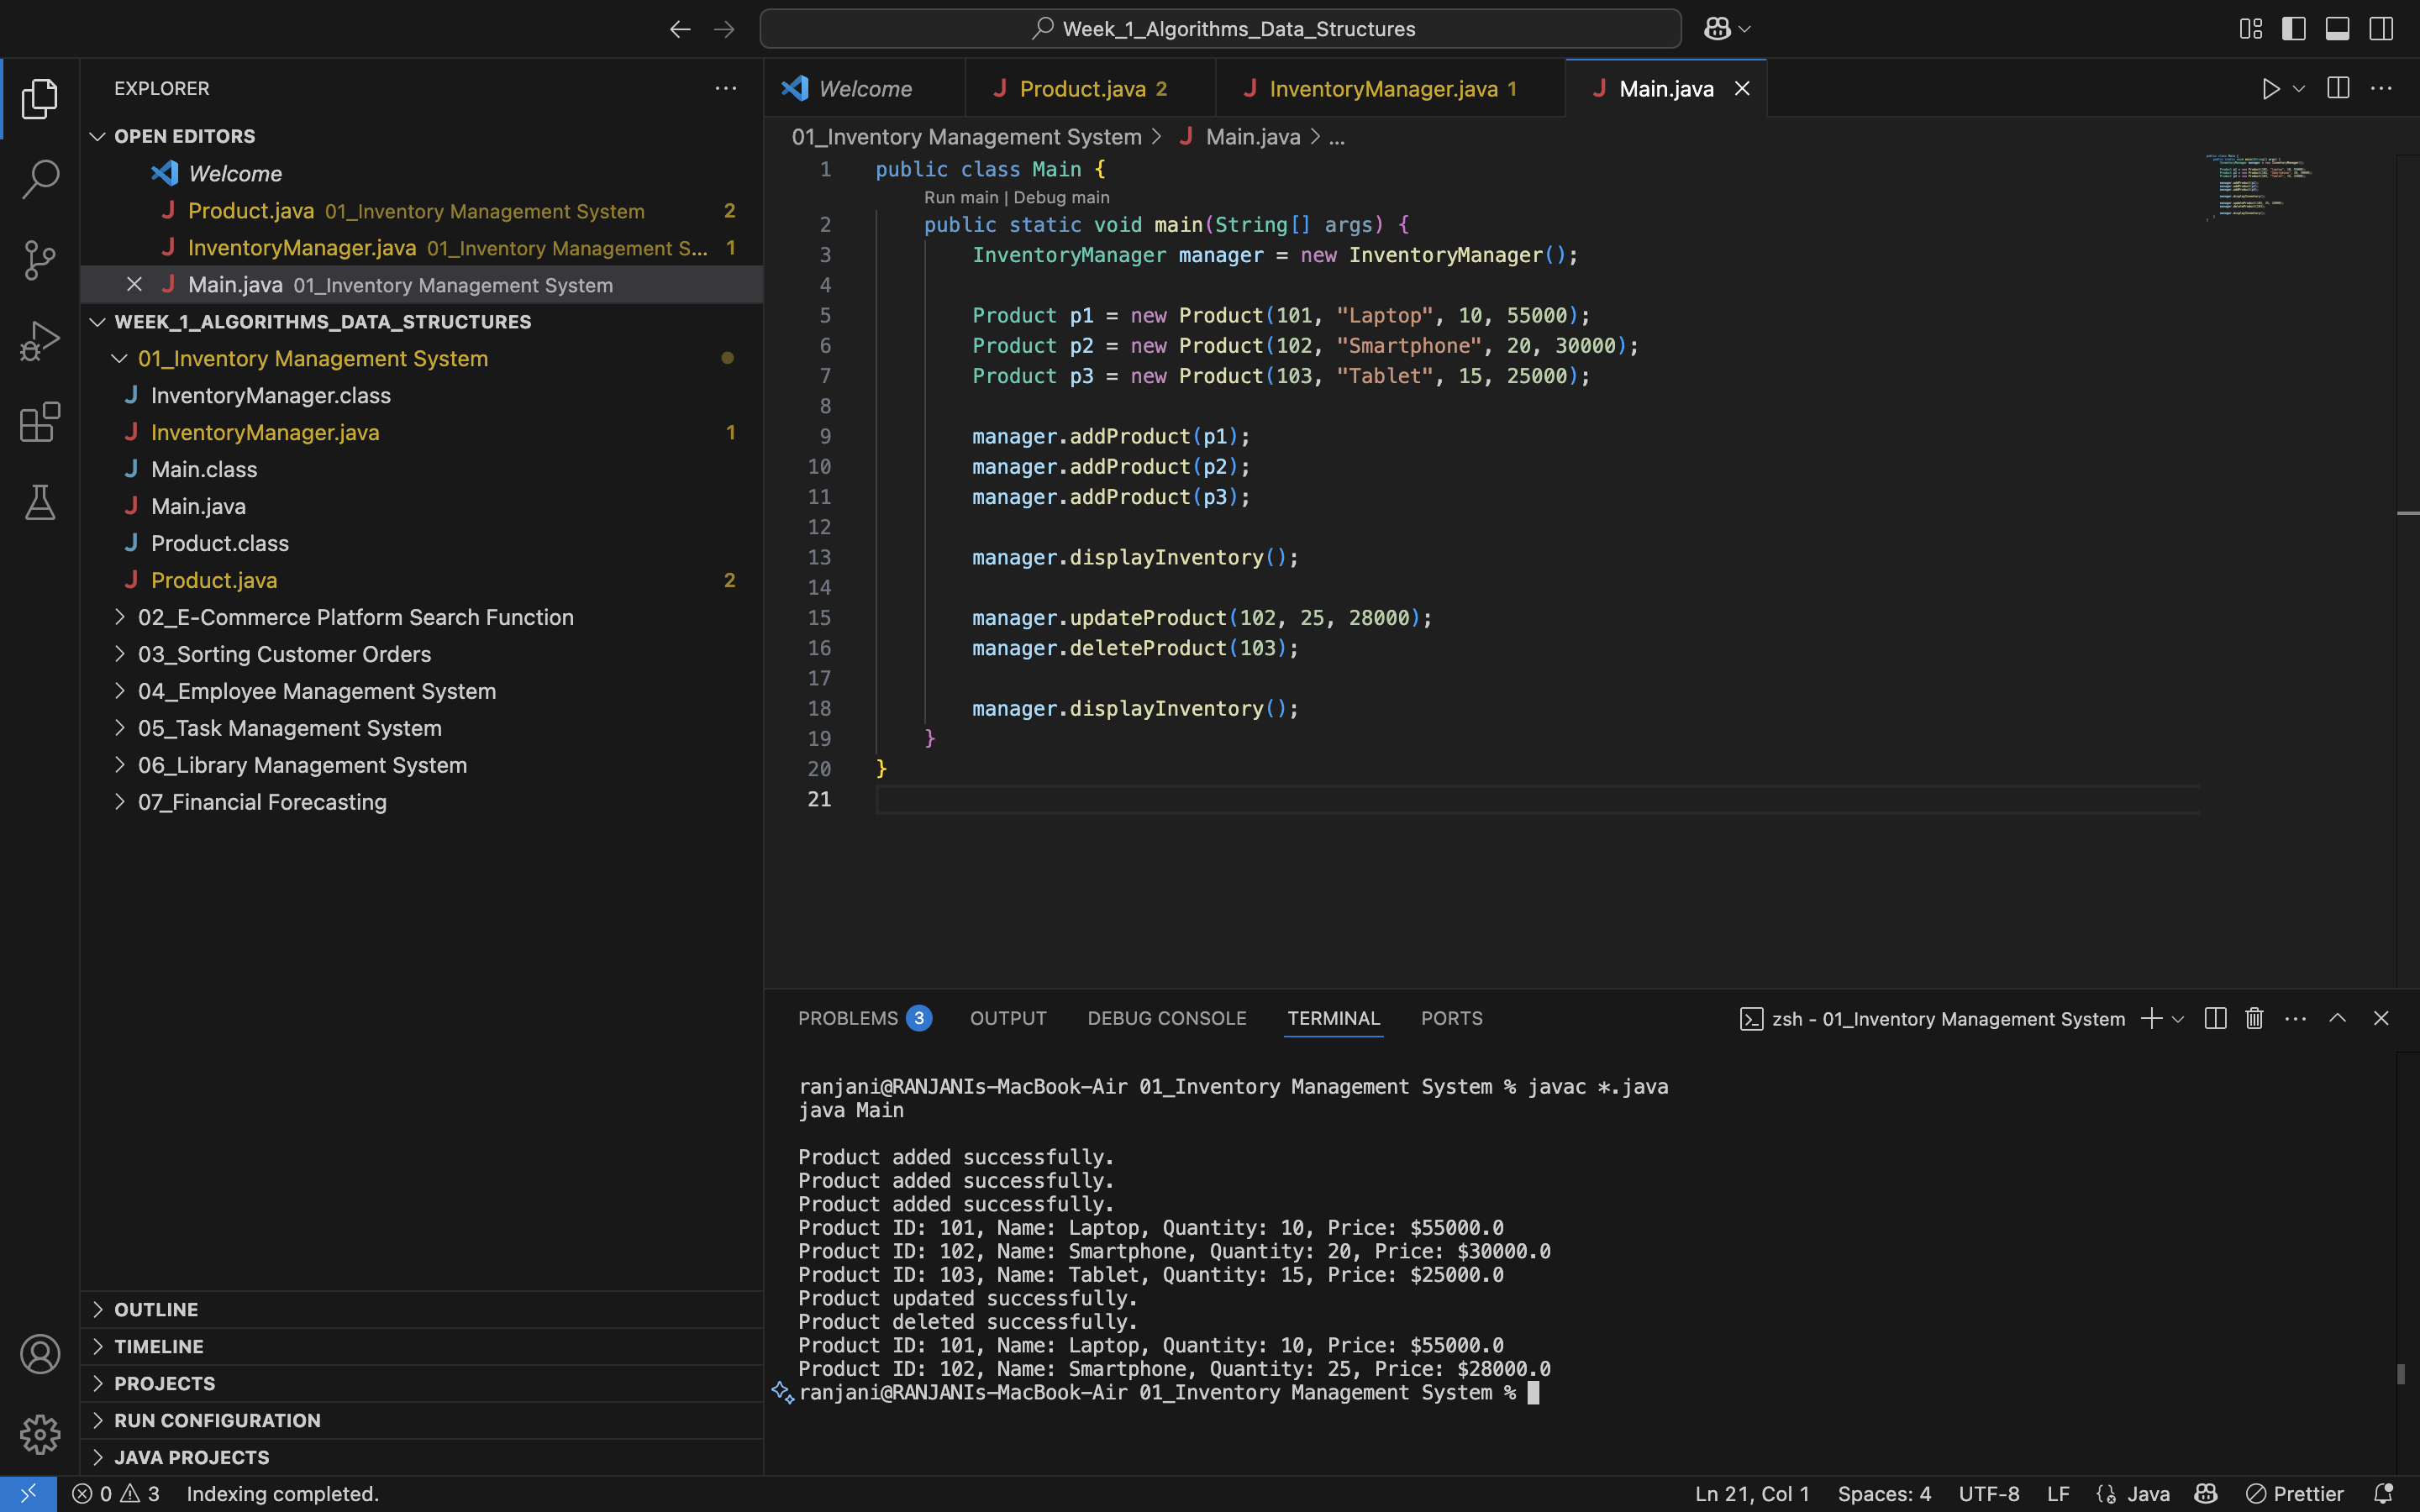 Week_1_Algorithms_Data_Structures
EXPLORER
OPEN EDITORS
Welcome
Product.java 01_Inventory Management System 2
InventoryManager.java 01_Inventory Management S... 1
Main.java 01_Inventory Management System
WEEK_1_ALGORITHMS_DATA_STRUCTURES
01_Inventory Management System
InventoryManager.class
InventoryManager.java 1
Main.class
Main.java
Product.class
Product.java 2
02_E-Commerce Platform Search Function
03_Sorting Customer Orders
04_Employee Management System
05_Task Management System
06_Library Management System
07_Financial Forecasting
OUTLINE
TIMELINE
PROJECTS
RUN CONFIGURATION
JAVA PROJECTS
Welcome
Product.java 2
InventoryManager.java 1
Main.java
01_Inventory Management System > Main.java > ...
1 public class Main {
Run main | Debug main
2 public static void main(String[] args) {
3 InventoryManager manager = new InventoryManager();
4
5 Product p1 = new Product(101, "Laptop", 10, 55000);
6 Product p2 = new Product(102, "Smartphone", 20, 30000);
7 Product p3 = new Product(103, "Tablet", 15, 25000);
8
9 manager.addProduct(p1);
10 manager.addProduct(p2);
11 manager.addProduct(p3);
12
13 manager.displayInventory();
14
15 manager.updateProduct(102, 25, 28000);
16 manager.deleteProduct(103);
17
18 manager.displayInventory();
19 }
20 }
21
PROBLEMS 3 OUTPUT DEBUG CONSOLE TERMINAL PORTS
zsh - 01_Inventory Management System
ranjani@RANJANIs-MacBook-Air 01_Inventory Management System % javac *.java
java Main
Product added successfully.
Product added successfully.
Product added successfully.
Product ID: 101, Name: Laptop, Quantity: 10, Price: $55000.0
Product ID: 102, Name: Smartphone, Quantity: 20, Price: $30000.0
Product ID: 103, Name: Tablet, Quantity: 15, Price: $25000.0
Product updated successfully.
Product deleted successfully.
Product ID: 101, Name: Laptop, Quantity: 10, Price: $55000.0
Product ID: 102, Name: Smartphone, Quantity: 25, Price: $28000.0
ranjani@RANJANIs-MacBook-Air 01_Inventory Management System %
0 3 Indexing completed.
Ln 21, Col 1 Spaces: 4 UTF-8 LF {} Java Prettier